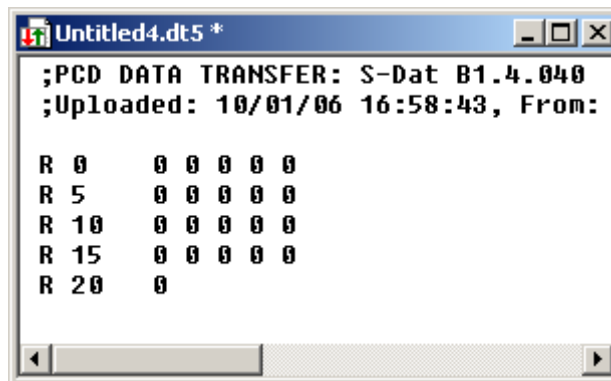 Untitled4.dt5 *
;PCD DATA TRANSFER: S-Dat B1.4.040
;Uploaded: 10/01/06 16:58:43, From:
R 0 0 0 0 0 0
R 5 0 0 0 0 0
R 10 0 0 0 0 0
R 15 0 0 0 0 0
R 20 0